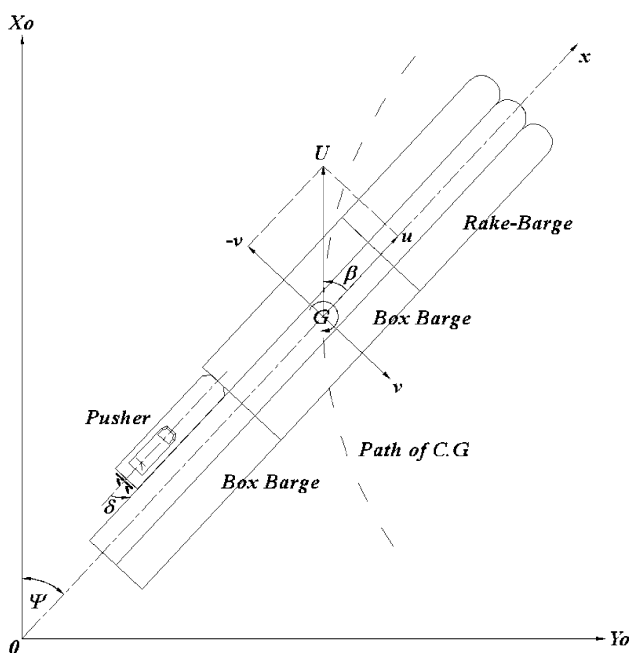 Xo
x
U
Rake-Barge
-v
u
β
G
Box Barge
v
Pusher
Path of C.G
Box Barge
δ
Ψ
0
Yo